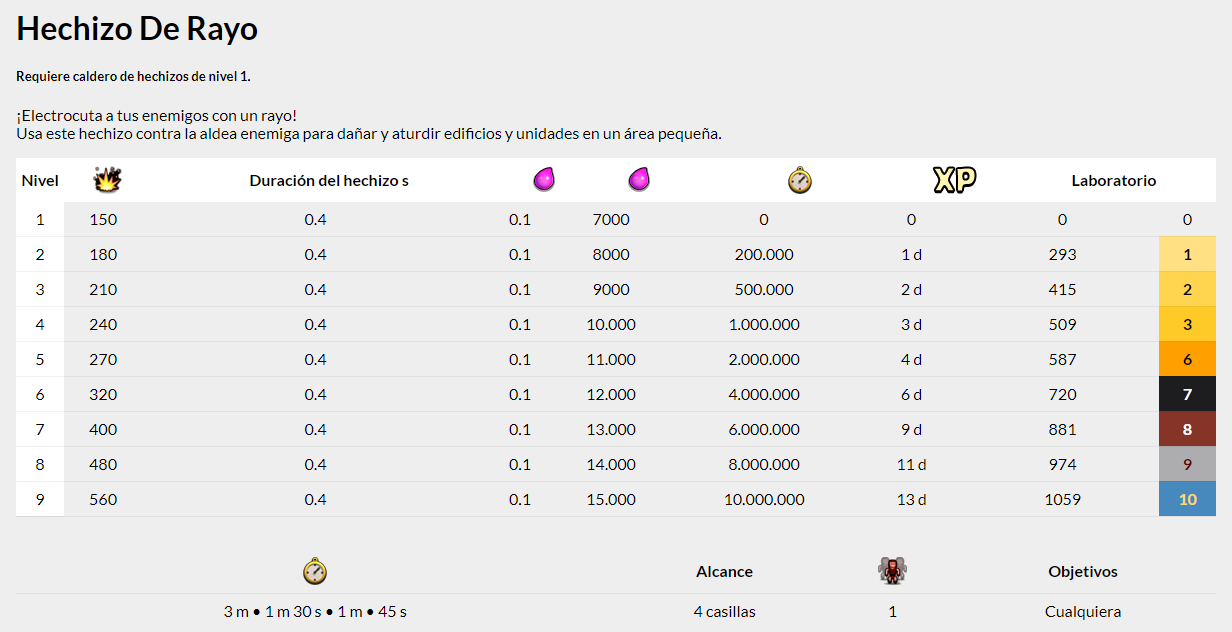 Hechizo De Rayo
Requiere caldero de hechizos de nivel 1.
¡Electrocuta a tus enemigos con un rayo!
Usa este hechizo contra la aldea enemiga para dañar y aturdir edificios y unidades en un área pequeña.
Nivel Duración del hechizo s XP Laboratorio
1 150 0.4 0.1 7000 0 0 0 0
2 180 0.4 0.1 8000 200.000 1 d 293 1
3 210 0.4 0.1 9000 500.000 2 d 415 2
4 240 0.4 0.1 10.000 1.000.000 3 d 509 3
5 270 0.4 0.1 11.000 2.000.000 4 d 587 6
6 320 0.4 0.1 12.000 4.000.000 6 d 720 7
7 400 0.4 0.1 13.000 6.000.000 9 d 881 8
8 480 0.4 0.1 14.000 8.000.000 11 d 974 9
9 560 0.4 0.1 15.000 10.000.000 13 d 1059 10
Alcance Objetivos
3 m • 1 m 30 s • 1 m • 45 s 4 casillas 1 Cualquiera